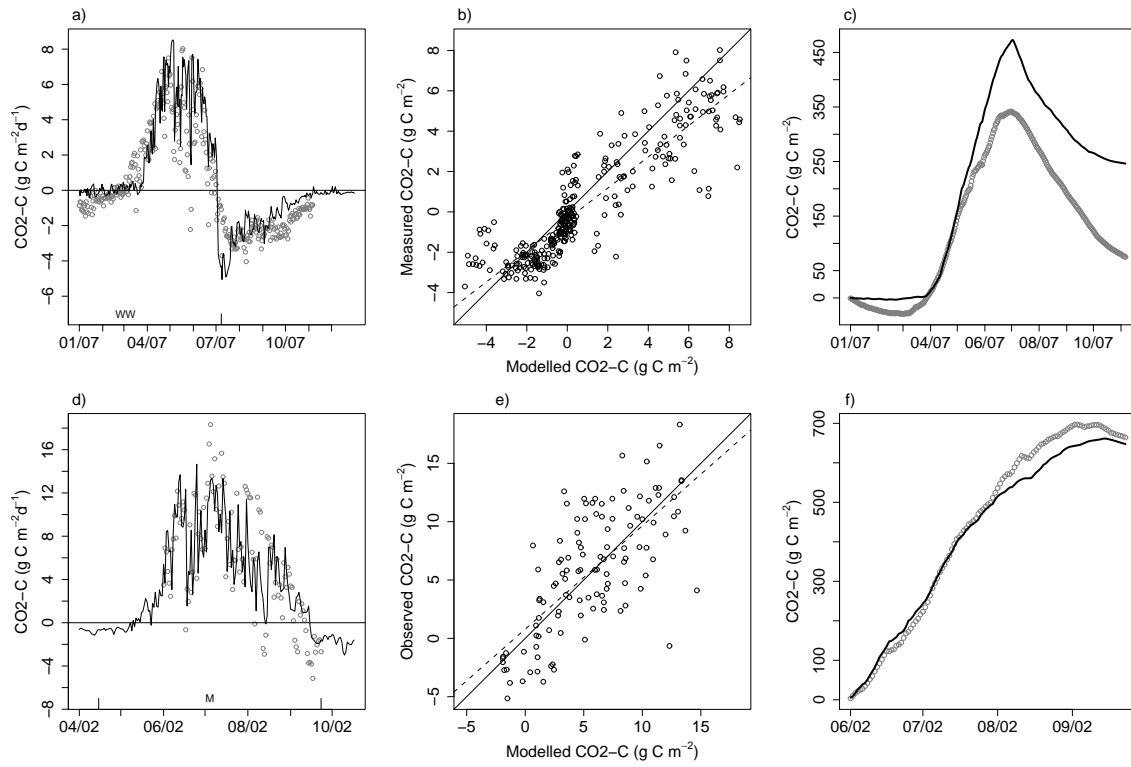 a)
CO2−C (g C m−2d−1)
8
6
4
2
0
−2
−4
−6
WW
01/07 04/07 07/07 10/07
b)
Measured CO2−C (g C m−2)
8
6
4
2
0
−2
−4
−4 −2 0 2 4 6 8
Modelled CO2−C (g C m−2)
c)
CO2−C (g C m−2)
450
350
250
150
50
0
01/07 04/07 06/07 08/07 10/07
d)
CO2−C (g C m−2d−1)
16
12
8
4
0
−4
−8
M
04/02 06/02 08/02 10/02
e)
Observed CO2−C (g C m−2)
15
10
5
0
−5
−5 0 5 10 15
Modelled CO2−C (g C m−2)
f)
CO2−C (g C m−2)
700
500
300
100
0
06/02 07/02 08/02 09/02